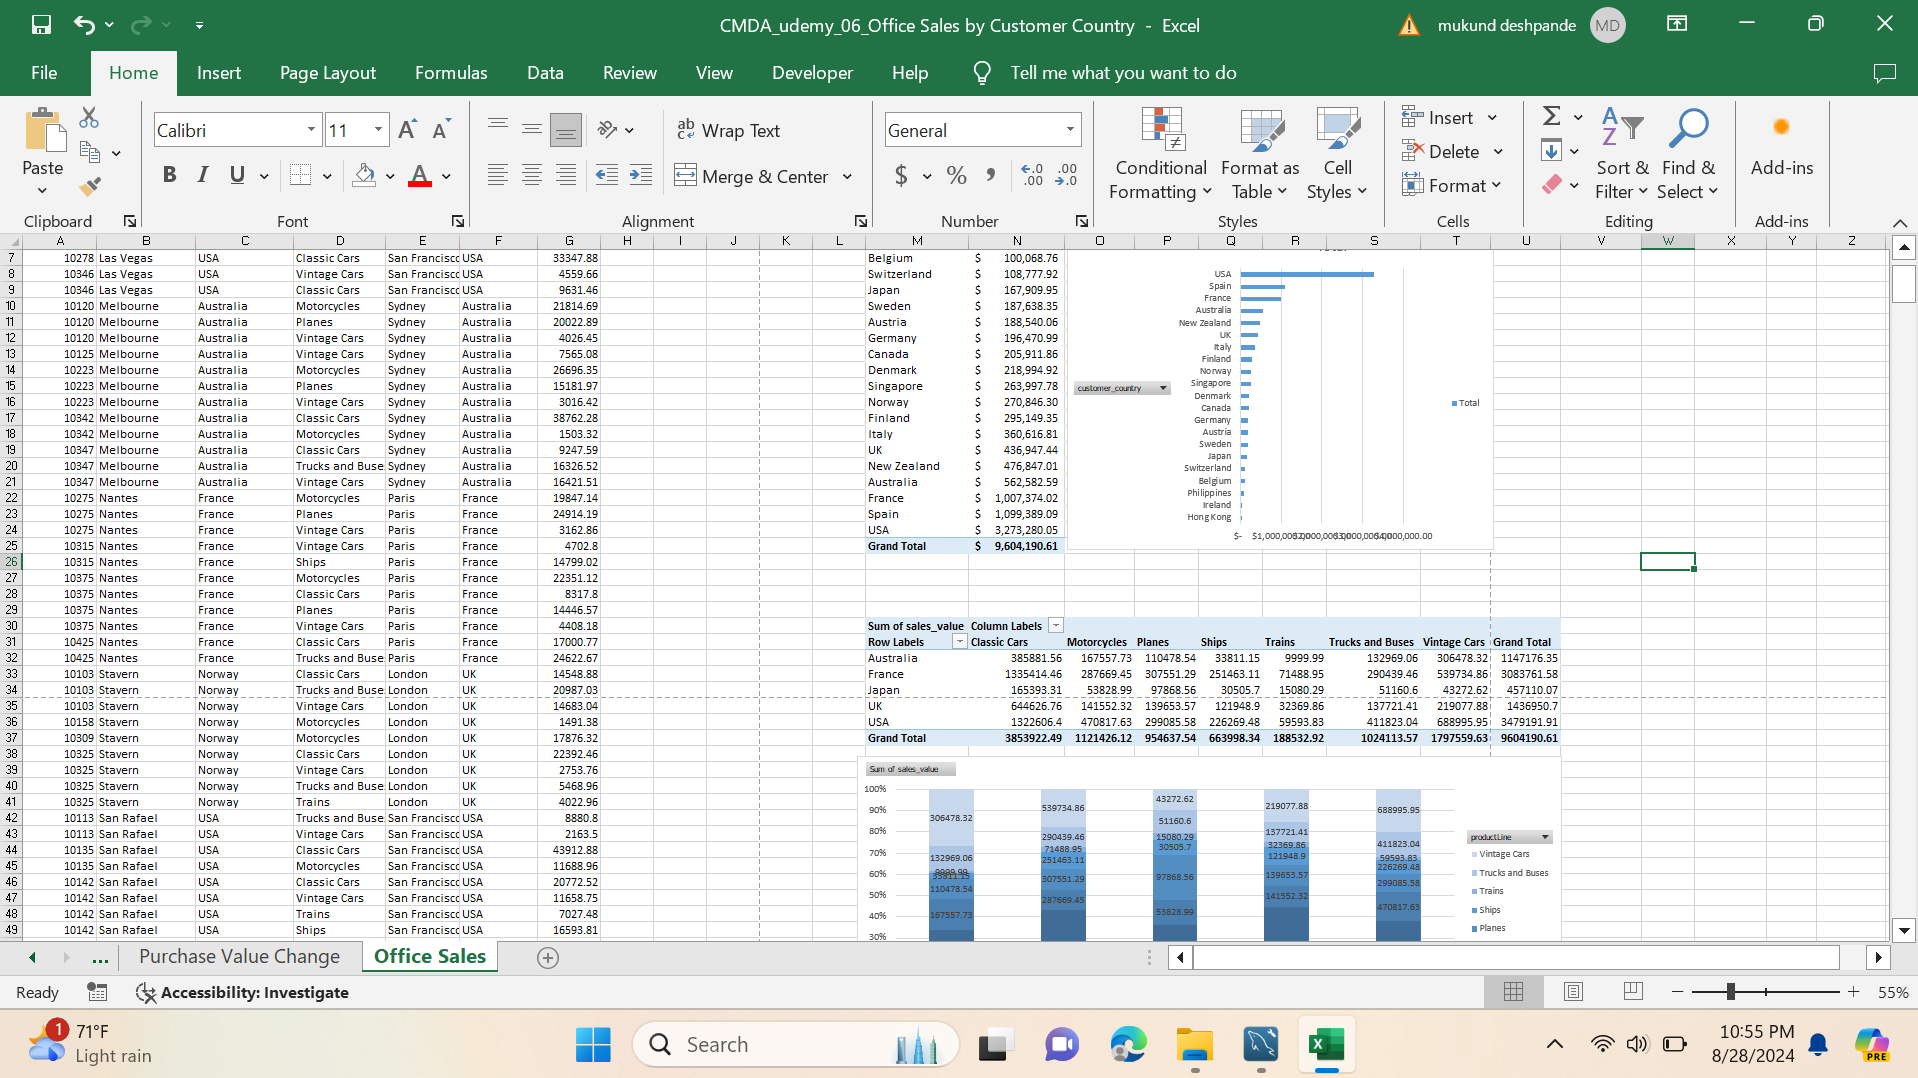 CMDA_udemy_06_Office Sales by Customer Country - Excel
mukund deshpande MD
File Home Insert Page Layout Formulas Data Review View Developer Help Tell me what you want to do
Calibri 11 Wrap Text General Insert
Paste B I U Merge & Center $ % Conditional Formatting Format as Table Cell Styles Delete Format Sort & Filter Find & Select Add-ins
Clipboard Font Alignment Number Styles Cells Editing Add-ins
A B C D E F G H I J K L M N O P Q R S T U V W X Y Z
7 10278 Las Vegas USA Classic Cars San Francisco USA 33347.88
8 10346 Las Vegas USA Vintage Cars San Francisco USA 4559.66
9 10346 Las Vegas USA Classic Cars San Francisco USA 9631.46
10 10120 Melbourne Australia Motorcycles Sydney Australia 21814.69
11 10120 Melbourne Australia Planes Sydney Australia 20022.89
12 10120 Melbourne Australia Vintage Cars Sydney Australia 4026.45
13 10125 Melbourne Australia Vintage Cars Sydney Australia 7565.08
14 10223 Melbourne Australia Motorcycles Sydney Australia 26696.35
15 10223 Melbourne Australia Planes Sydney Australia 15181.97
16 10223 Melbourne Australia Vintage Cars Sydney Australia 3016.42
17 10342 Melbourne Australia Classic Cars Sydney Australia 38762.28
18 10342 Melbourne Australia Motorcycles Sydney Australia 1503.32
19 10347 Melbourne Australia Classic Cars Sydney Australia 9247.59
20 10347 Melbourne Australia Trucks and Buse Sydney Australia 16326.52
21 10347 Melbourne Australia Vintage Cars Sydney Australia 16421.51
22 10275 Nantes France Motorcycles Paris France 19847.14
23 10275 Nantes France Planes Paris France 24914.19
24 10275 Nantes France Vintage Cars Paris France 3162.86
25 10315 Nantes France Vintage Cars Paris France 4702.8
26 10315 Nantes France Ships Paris France 14799.02
27 10375 Nantes France Motorcycles Paris France 22351.12
28 10375 Nantes France Classic Cars Paris France 8317.8
29 10375 Nantes France Planes Paris France 14446.57
30 10375 Nantes France Vintage Cars Paris France 4408.18
31 10425 Nantes France Classic Cars Paris France 17000.77
32 10425 Nantes France Trucks and Buse Paris France 24622.67
33 10103 Stavern Norway Classic Cars London UK 14548.88
34 10103 Stavern Norway Trucks and Buse London UK 20987.03
35 10103 Stavern Norway Vintage Cars London UK 14683.04
36 10158 Stavern Norway Motorcycles London UK 1491.38
37 10309 Stavern Norway Motorcycles London UK 17876.32
38 10325 Stavern Norway Classic Cars London UK 22392.46
39 10325 Stavern Norway Vintage Cars London UK 2753.76
40 10325 Stavern Norway Trucks and Buse London UK 5468.96
41 10325 Stavern Norway Trains London UK 4022.96
42 10113 San Rafael USA Trucks and Buse San Francisco USA 8880.8
43 10113 San Rafael USA Vintage Cars San Francisco USA 2163.5
44 10135 San Rafael USA Classic Cars San Francisco USA 43912.88
45 10135 San Rafael USA Motorcycles San Francisco USA 11688.96
46 10142 San Rafael USA Classic Cars San Francisco USA 20772.52
47 10142 San Rafael USA Vintage Cars San Francisco USA 11658.75
48 10142 San Rafael USA Trains San Francisco USA 7027.48
49 10142 San Rafael USA Ships San Francisco USA 16593.81
Belgium $ 100,068.76
Switzerland $ 108,777.92
Japan $ 167,909.95
Sweden $ 187,638.35
Austria $ 188,540.06
Germany $ 196,470.99
Canada $ 205,911.86
Denmark $ 218,994.92
Singapore $ 263,997.78
Norway $ 270,846.30
Finland $ 295,149.35
Italy $ 360,616.81
UK $ 436,947.44
New Zealand $ 476,847.01
Australia $ 562,582.59
France $ 1,007,374.02
Spain $ 1,099,389.09
USA $ 3,273,280.05
Grand Total $ 9,604,190.61
customer_country
USA
Spain
France
Australia
New Zealand
UK
Italy
Finland
Norway
Singapore
Denmark
Canada
Germany
Austria
Sweden
Japan
Switzerland
Belgium
Philippines
Ireland
Hong Kong
Total
$- $1,000,000.00 $2,000,000.00 $3,000,000.00 $4,000,000.00
Sum of sales_value Column Labels
Row Labels Classic Cars Motorcycles Planes Ships Trains Trucks and Buses Vintage Cars Grand Total
Australia 385881.56 167557.73 110478.54 33811.15 9999.99 132969.06 306478.32 1147176.35
France 1335414.46 287669.45 307551.29 251463.11 71488.95 290439.46 539734.86 3083761.58
Japan 165393.31 53828.99 97868.56 30505.7 15080.29 51160.6 43272.62 457110.07
UK 644626.76 141552.32 139653.57 121948.9 32369.86 137721.41 219077.88 1436950.7
USA 1322606.4 470817.63 299085.58 226269.48 59593.83 411823.04 688995.95 3479191.91
Grand Total 3853922.49 1121426.12 954637.54 663998.34 188532.92 1024113.57 1797559.63 9604190.61
Sum of sales_value
100%
90%
80%
70%
60%
50%
40%
30%
306478.32
132969.06
9999.99
33811.15
110478.54
167557.73
539734.86
290439.46
71488.95
251463.11
307551.29
287669.45
43272.62
51160.6
15080.29
30505.7
97868.56
53828.99
219077.88
137721.41
32369.86
121948.9
139653.57
141552.32
688995.95
411823.04
59593.83
226269.48
299085.58
470817.63
productLine
Vintage Cars
Trucks and Buses
Trains
Ships
Planes
... Purchase Value Change Office Sales
Ready Accessibility: Investigate 55%
1 71°F
Light rain
Search
10:55 PM
8/28/2024
PRE